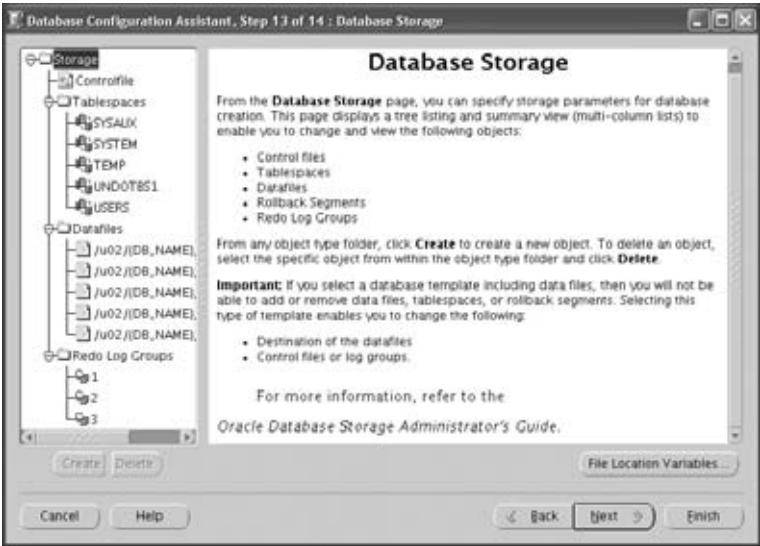 Database Configuration Assistant, Step 13 of 14 : Database Storage
Storage
Controlfile
Tablespaces
SYSAUX
SYSTEM
TEMP
UNDOTBS1
USERS
Datafiles
/u02/{DB_NAME},
/u02/{DB_NAME},
/u02/{DB_NAME},
/u02/{DB_NAME},
/u02/{DB_NAME},
Redo Log Groups
1
2
3
Create
Delete
Database Storage
From the Database Storage page, you can specify storage parameters for database
creation. This page displays a tree listing and summary view (multi-column lists) to
enable you to change and view the following objects:
• Control files
• Tablespaces
• Datafiles
• Rollback Segments
• Redo Log Groups
From any object type folder, click Create to create a new object. To delete an object,
select the specific object from within the object type folder and click Delete.
Important: If you select a database template including data files, then you will not be
able to add or remove data files, tablespaces, or rollback segments. Selecting this
type of template enables you to change the following:
• Destination of the datafiles
• Control files or log groups.
For more information, refer to the
Oracle Database Storage Administrator's Guide.
File Location Variables...
Cancel
Help
Back
Next
Finish